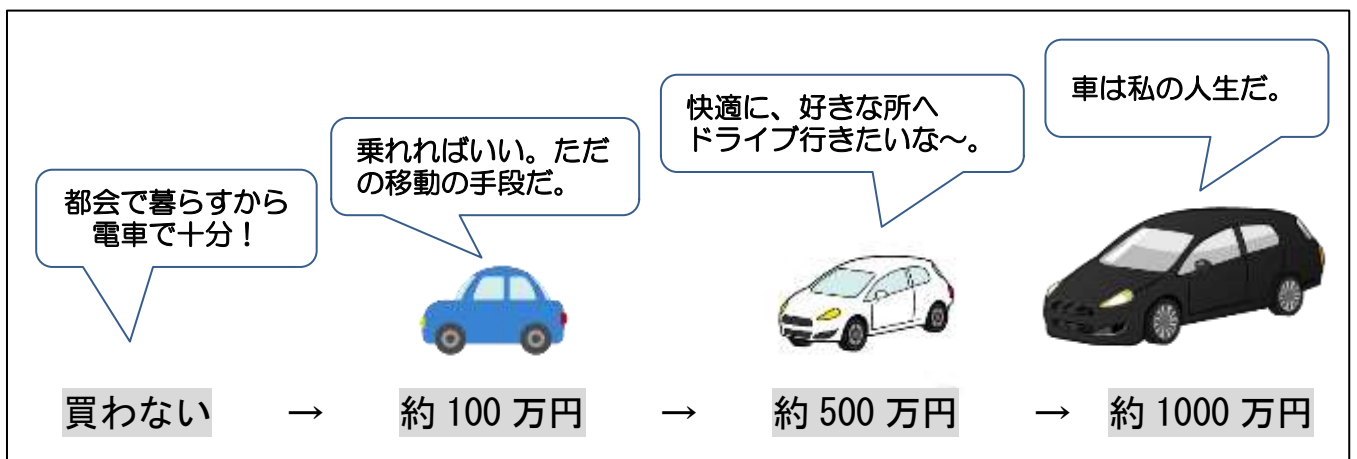 都会で暮らすから
電車で十分！
乗れればいい。ただ
の移動の手段だ。
快適に、好きな所へ
ドライブ行きたいな～。
車は私の人生だ。
買わない → 約 100 万円 → 約 500 万円 → 約 1000 万円